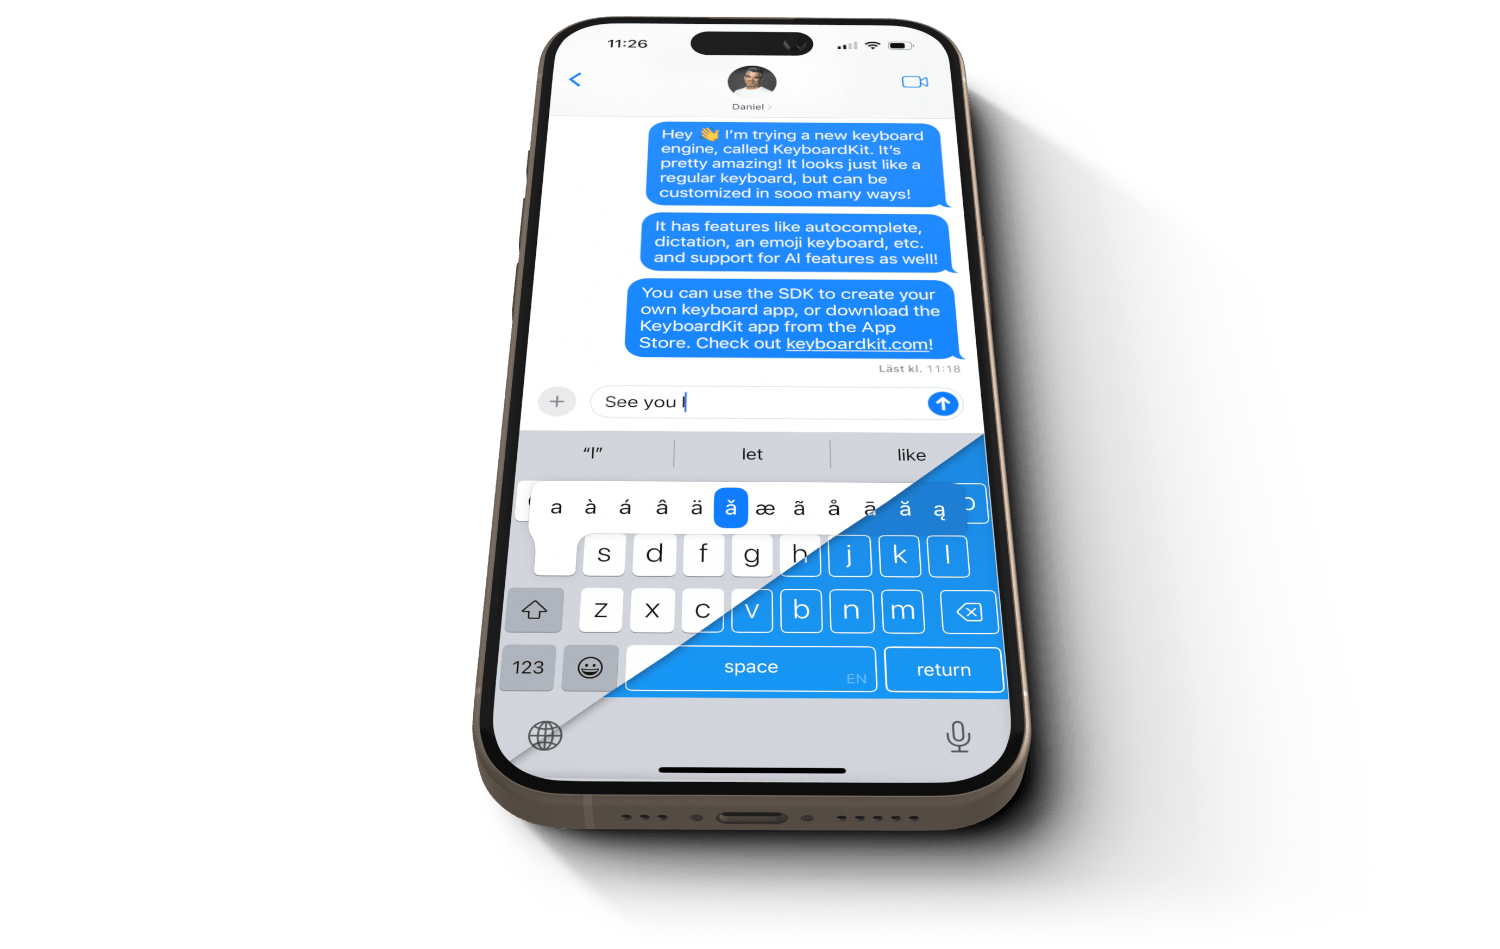 11:26
Daniel >
Hey 👋 I'm trying a new keyboard
engine, called KeyboardKit. It's
pretty amazing! It looks just like a
regular keyboard, but can be
customized in sooo many ways!
It has features like autocomplete,
dictation, an emoji keyboard, etc.
and support for AI features as well!
You can use the SDK to create your
own keyboard app, or download the
KeyboardKit app from the App
Store. Check out keyboardkit.com!
Läst kl. 11:18
See you l
“l” let like
a à á â ä ǎ æ ã å ā ă ą
s d f g h j k l
z x c v b n m
123 space EN return